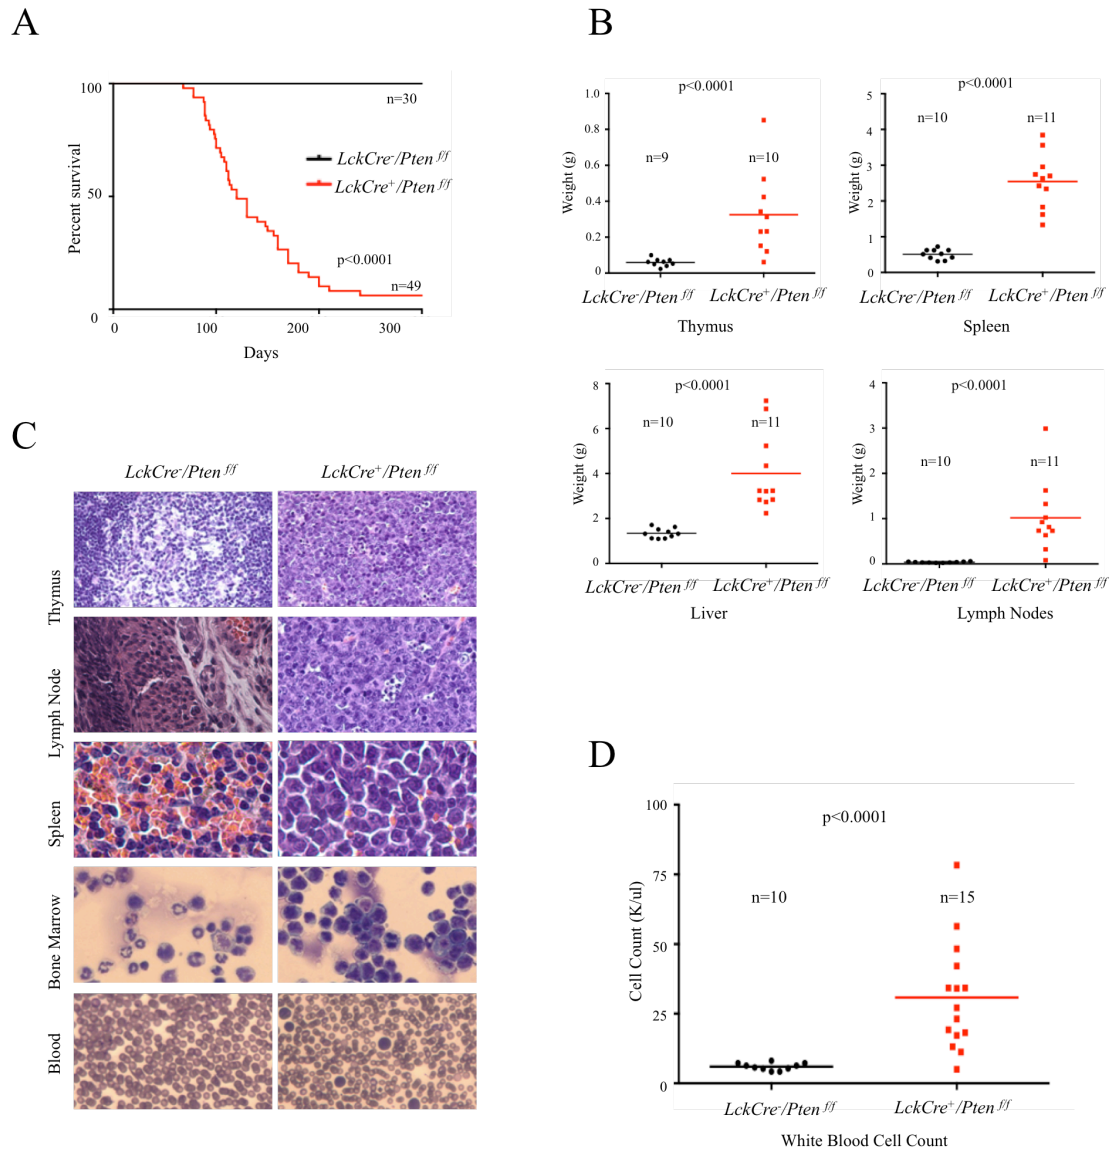 A
100
50
0
Percent survival
n=30
LckCre-/Pten f/f
LckCre+/Pten f/f
p<0.0001
n=49
0 100 200 300
Days
B
p<0.0001
1.0
0.8
0.6
0.4
0.2
0
Weight (g)
n=9
n=10
LckCre-/Pten f/f LckCre+/Pten f/f
Thymus
p<0.0001
5
4
3
2
1
0
Weight (g)
n=10
n=11
LckCre-/Pten f/f LckCre+/Pten f/f
Spleen
p<0.0001
8
6
4
2
0
Weight (g)
n=10
n=11
LckCre-/Pten f/f LckCre+/Pten f/f
Liver
p<0.0001
4
3
2
1
0
Weight (g)
n=10
n=11
LckCre-/Pten f/f LckCre+/Pten f/f
Lymph Nodes
C
LckCre-/Pten f/f LckCre+/Pten f/f
Thymus
Lymph Node
Spleen
Bone Marrow
Blood
D
100
75
50
25
0
Cell Count (K/ul)
p<0.0001
n=10
n=15
LckCre-/Pten f/f LckCre+/Pten f/f
White Blood Cell Count